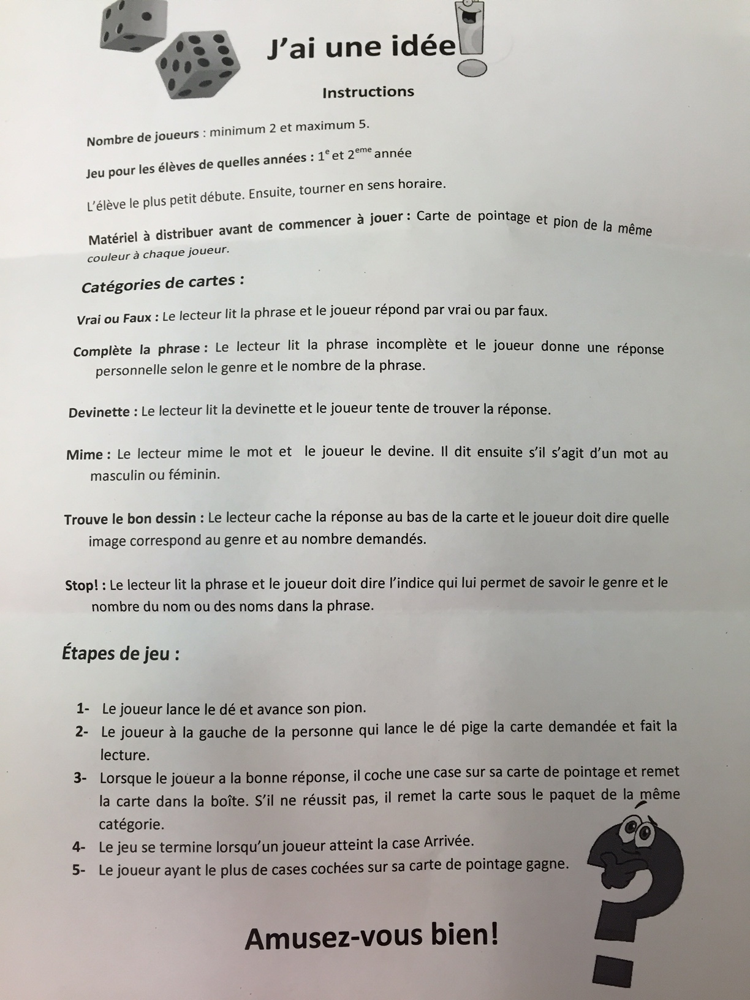 J'ai une idée!
Instructions
Nombre de joueurs : minimum 2 et maximum 5.
Jeu pour les élèves de quelles années : 1e et 2eme année
L'élève le plus petit débute. Ensuite, tourner en sens horaire.
Matériel à distribuer avant de commencer à jouer : Carte de pointage et pion de la même
couleur à chaque joueur.
Catégories de cartes :
Vrai ou Faux : Le lecteur lit la phrase et le joueur répond par vrai ou par faux.
Complète la phrase : Le lecteur lit la phrase incomplète et le joueur donne une réponse
personnelle selon le genre et le nombre de la phrase.
Devinette : Le lecteur lit la devinette et le joueur tente de trouver la réponse.
Mime : Le lecteur mime le mot et le joueur le devine. Il dit ensuite s'il s'agit d'un mot au
masculin ou féminin.
Trouve le bon dessin : Le lecteur cache la réponse au bas de la carte et le joueur doit dire quelle
image correspond au genre et au nombre demandés.
Stop! : Le lecteur lit la phrase et le joueur doit dire l'indice qui lui permet de savoir le genre et le
nombre du nom ou des noms dans la phrase.
Étapes de jeu :
1- Le joueur lance le dé et avance son pion.
2- Le joueur à la gauche de la personne qui lance le dé pige la carte demandée et fait la
lecture.
3- Lorsque le joueur a la bonne réponse, il coche une case sur sa carte de pointage et remet
la carte dans la boîte. S'il ne réussit pas, il remet la carte sous le paquet de la même
catégorie.
4- Le jeu se termine lorsqu'un joueur atteint la case Arrivée.
5- Le joueur ayant le plus de cases cochées sur sa carte de pointage gagne.
Amusez-vous bien!